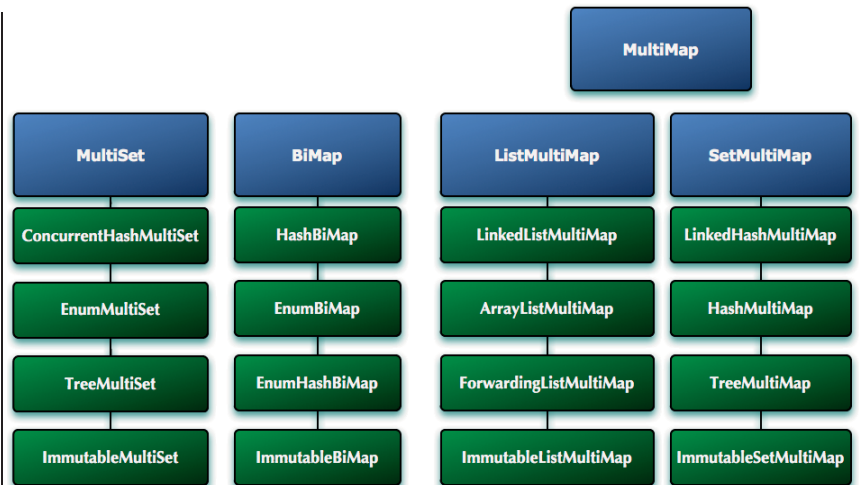 MultiMap
MultiSet
BiMap
ListMultiMap
SetMultiMap
ConcurrentHashMultiSet
HashBiMap
LinkedListMultiMap
LinkedHashMultiMap
EnumMultiSet
EnumBiMap
ArrayListMultiMap
HashMultiMap
TreeMultiSet
EnumHashBiMap
ForwardingListMultiMap
TreeMultiMap
ImmutableMultiSet
ImmutableBiMap
ImmutableListMultiMap
ImmutableSetMultiMap